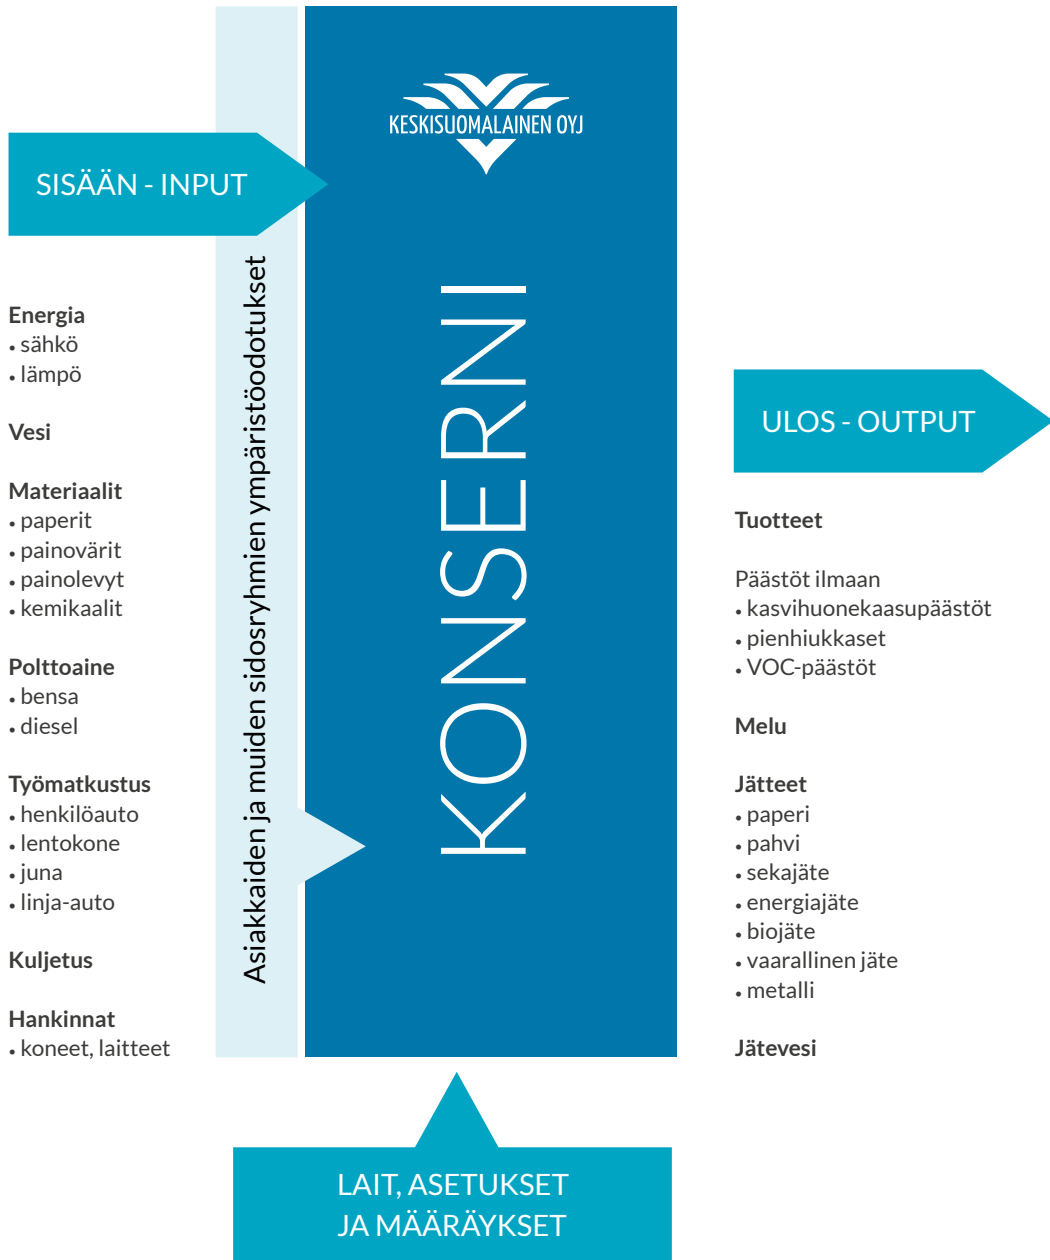 KESKISUOMALAINEN OYJ
SISÄÄN - INPUT
Energia
• sähkö
• lämpö
Vesi
Materiaalit
• paperit
• painovärit
• painolevyt
• kemikaalit
Polttoaine
• bensa
• diesel
Työmatkustus
• henkilöauto
• lentokone
• juna
• linja-auto
Kuljetus
Hankinnat
• koneet, laitteet
Asiakkaiden ja muiden sidosryhmien ympäristöodotukset
KONSERNI
ULOS - OUTPUT
Tuotteet
Päästöt ilmaan
• kasvihuonekaasupäästöt
• pienhiukkaset
• VOC-päästöt
Melu
Jätteet
• paperi
• pahvi
• sekajäte
• energiajäte
• biojäte
• vaarallinen jäte
• metalli
Jätevesi
LAIT, ASETUKSET
JA MÄÄRÄYKSET